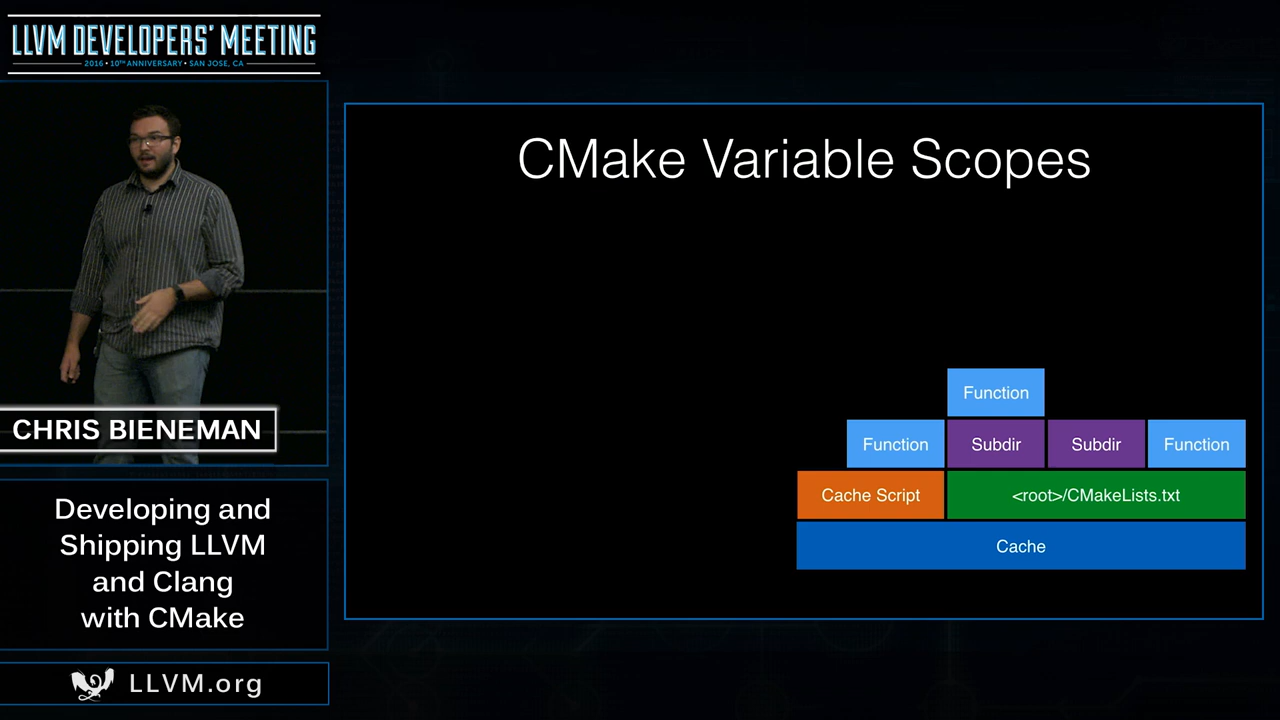 LLVM DEVELOPERS' MEETING
2016 • 10TH ANNIVERSARY • SAN JOSE, CA
CHRIS BIENEMAN
Developing and
Shipping LLVM
and Clang
with CMake
LLVM.org
CMake Variable Scopes
Function
Function
Subdir
Subdir
Function
Cache Script
<root>/CMakeLists.txt
Cache